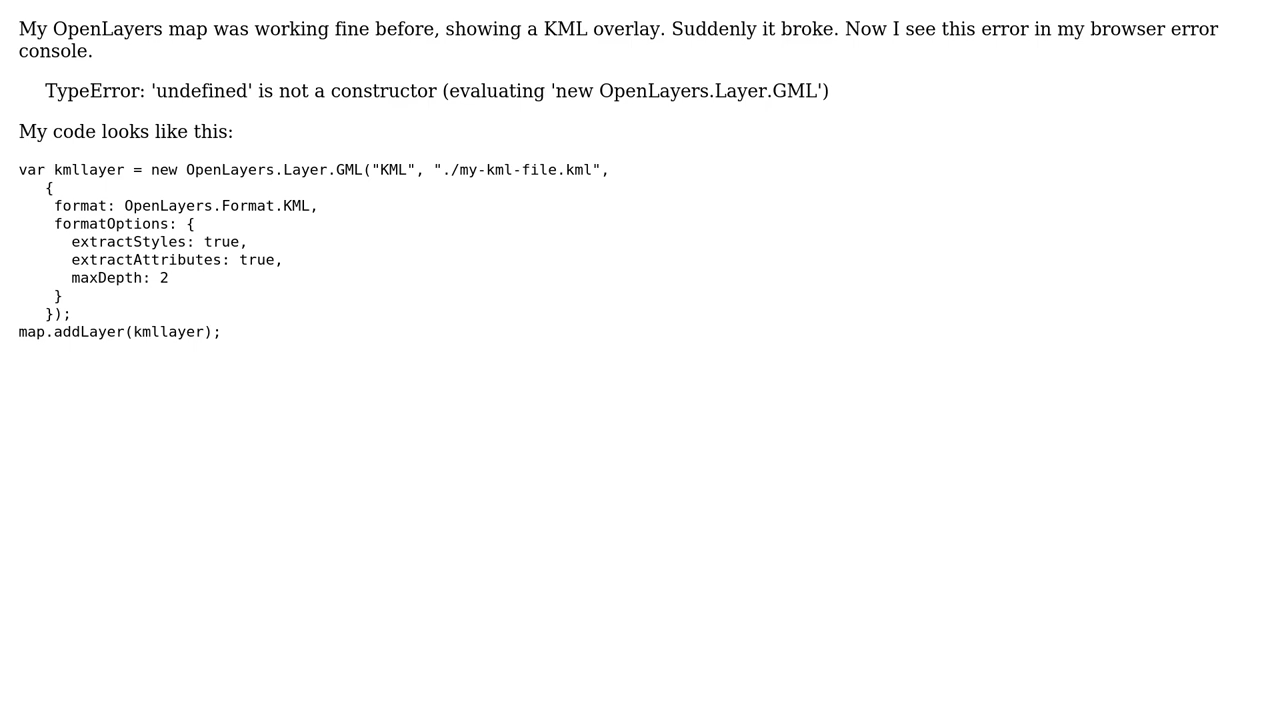 My OpenLayers map was working fine before, showing a KML overlay. Suddenly it broke. Now I see this error in my browser error
console.
TypeError: 'undefined' is not a constructor (evaluating 'new OpenLayers.Layer.GML')
My code looks like this:
var kmllayer = new OpenLayers.Layer.GML("KML", "./my-kml-file.kml",
   {
    format: OpenLayers.Format.KML,
    formatOptions: {
      extractStyles: true,
      extractAttributes: true,
      maxDepth: 2
    }
   });
map.addLayer(kmllayer);